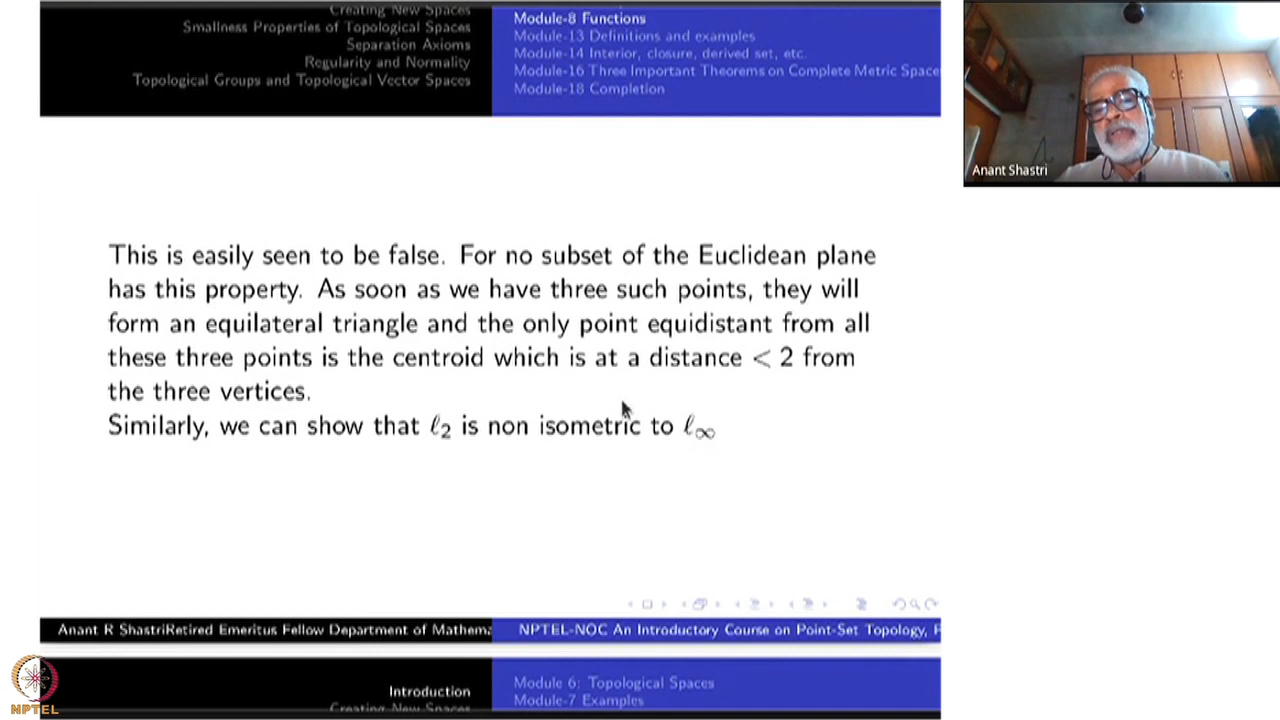 Creating New Spaces
Smallness Properties of Topological Spaces
Separation Axioms
Regularity and Normality
Topological Groups and Topological Vector Spaces
Module-8 Functions
Module-13 Definitions and examples
Module-14 Interior, closure, derived set, etc.
Module-16 Three Important Theorems on Complete Metric Space
Module-18 Completion
Anant Shastri
This is easily seen to be false. For no subset of the Euclidean plane
has this property. As soon as we have three such points, they will
form an equilateral triangle and the only point equidistant from all
these three points is the centroid which is at a distance < 2 from
the three vertices.
Similarly, we can show that ℓ₂ is non isometric to ℓ∞
Anant R ShastriRetired Emeritus Fellow Department of Mathema
NPTEL-NOC An Introductory Course on Point-Set Topology, P
Introduction
Creating New Spaces
Module 6: Topological Spaces
Module-7 Examples
NPTEL